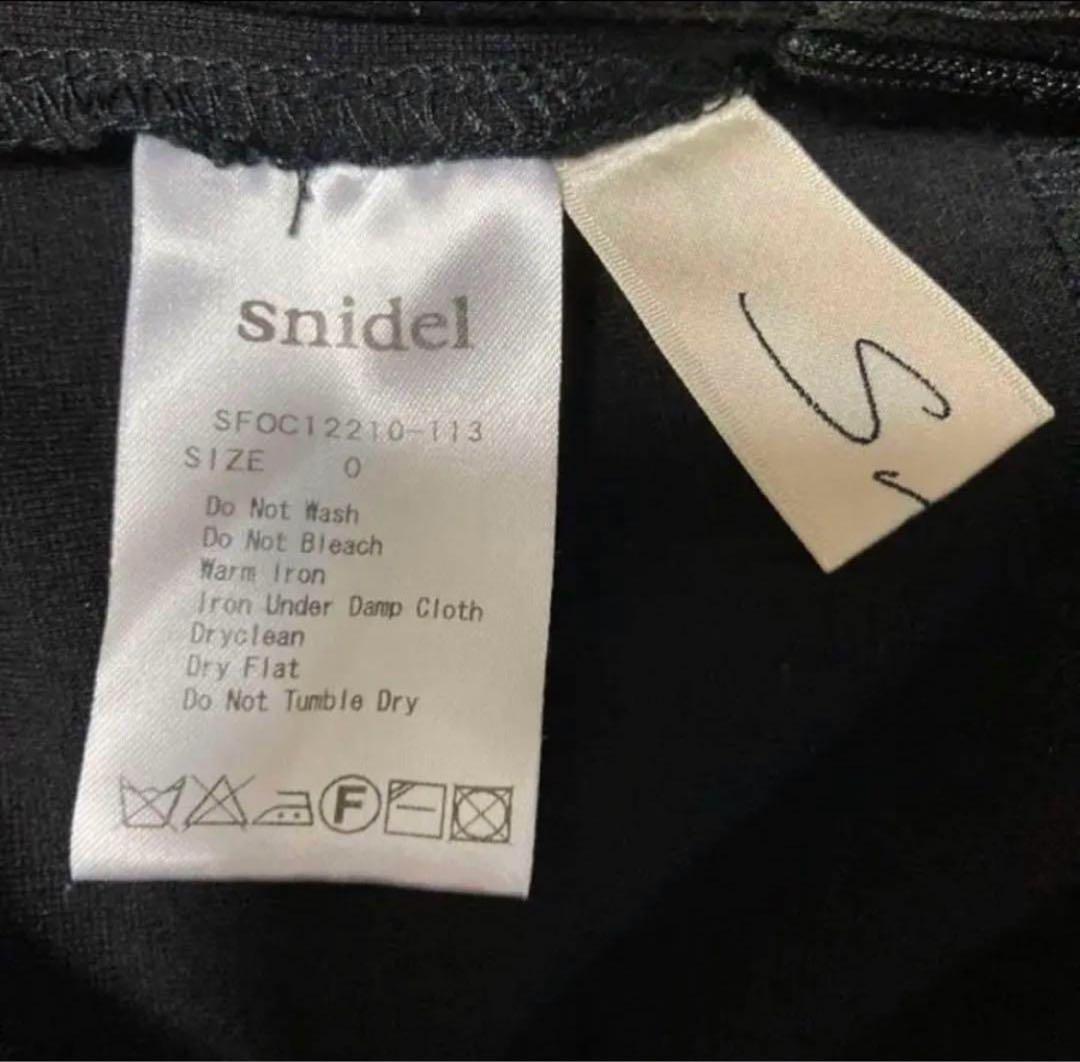 snidel
SFOC12210-113
SIZE 0
Do Not Wash
Do Not Bleach
Warm Iron
Iron Under Damp Cloth
Dryclean
Dry Flat
Do Not Tumble Dry
F
S